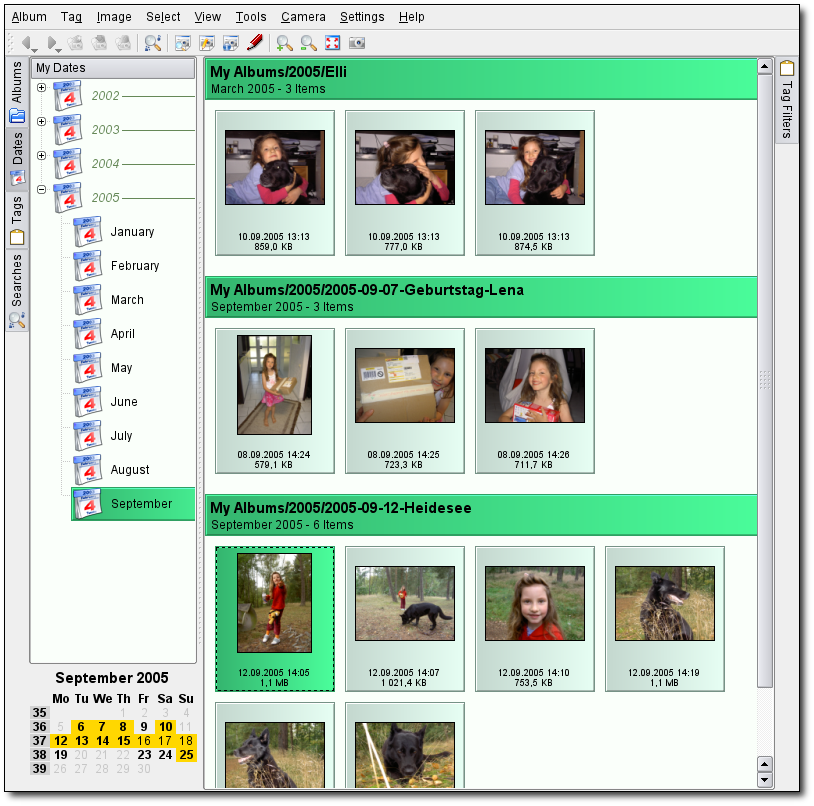 Album Tag Image Select View Tools Camera Settings Help
Albums
Dates
Tags
Searches
My Dates
2002
2003
2004
2005
January
February
March
April
May
June
July
August
September
September 2005
Mo Tu We Th Fr Sa Su
35 1 2 3 4
36 5 6 7 8 9 10 11
37 12 13 14 15 16 17 18
38 19 20 21 22 23 24 25
39 26 27 28 29 30
My Albums/2005/Elli
March 2005 - 3 Items
10.09.2005 13:13 10.09.2005 13:13 10.09.2005 13:13
859,0 KB 777,0 KB 874,5 KB
My Albums/2005/2005-09-07-Geburtstag-Lena
September 2005 - 3 Items
08.09.2005 14:24 08.09.2005 14:25 08.09.2005 14:26
579,1 KB 723,3 KB 711,7 KB
My Albums/2005/2005-09-12-Heidesee
September 2005 - 6 Items
12.09.2005 14:05 12.09.2005 14:07 12.09.2005 14:10 12.09.2005 14:19
1,1 MB 1 021,4 KB 753,5 KB 1,1 MB
Tag Filters